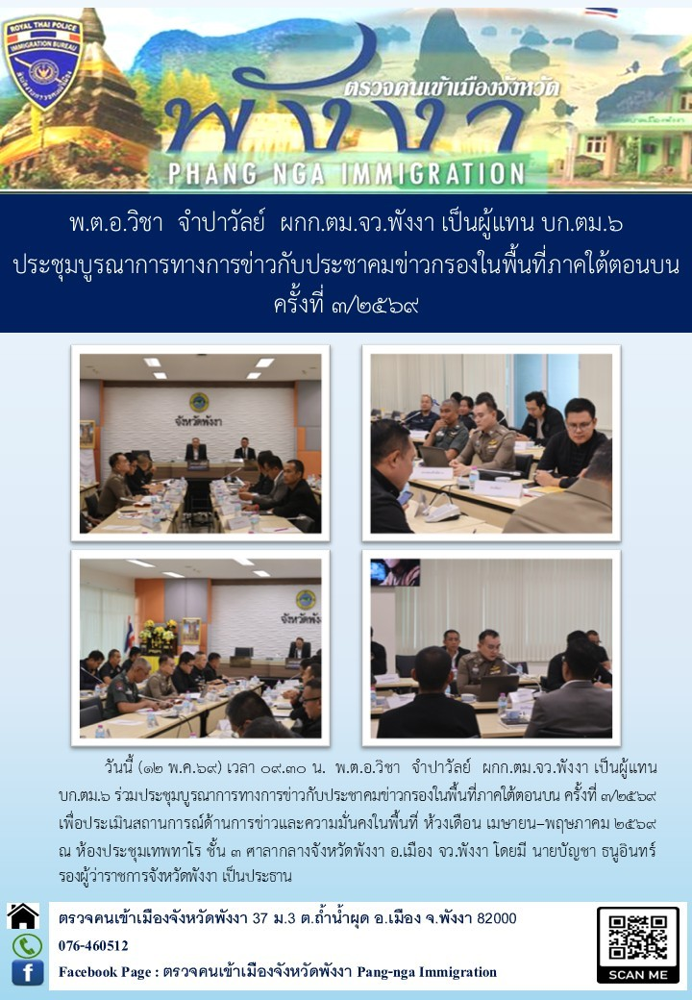 ROYAL THAI POLICE
IMMIGRATION BUREAU
ตรวจคนเข้าเมืองจังหวัด
พังงา
PHANG NGA IMMIGRATION
พ.ต.อ.วิชา จำปาวัลย์ ผกก.ตม.จว.พังงา เป็นผู้แทน บก.ตม.๖
ประชุมบูรณาการทางการข่าวกับประชาคมข่าวกรองในพื้นที่ภาคใต้ตอนบน
ครั้งที่ ๓/๒๕๖๙
จังหวัดพังงา
จังหวัดพัง
วันนี้ (๑๒ พ.ค.๖๙) เวลา ๐๙.๓๐ น. พ.ต.อ.วิชา จำปาวัลย์ ผกก.ตม.จว.พังงา เป็นผู้แทน
บก.ตม.๖ ร่วมประชุมบูรณาการทางการข่าวกับประชาคมข่าวกรองในพื้นที่ภาคใต้ตอนบน ครั้งที่ ๓/๒๕๖๙
เพื่อประเมินสถานการณ์ด้านการข่าวและความมั่นคงในพื้นที่ ห้วงเดือน เมษายน–พฤษภาคม ๒๕๖๙
ณ ห้องประชุมเทพทาโร ชั้น ๓ ศาลากลางจังหวัดพังงา อ.เมือง จว.พังงา โดยมี นายบัญชา ธนูอินทร์
รองผู้ว่าราชการจังหวัดพังงา เป็นประธาน
ตรวจคนเข้าเมืองจังหวัดพังงา 37 ม.3 ต.ถ้ำน้ำผุด อ.เมือง จ.พังงา 82000
076-460512
Facebook Page : ตรวจคนเข้าเมืองจังหวัดพังงา Pang-nga Immigration
SCAN ME